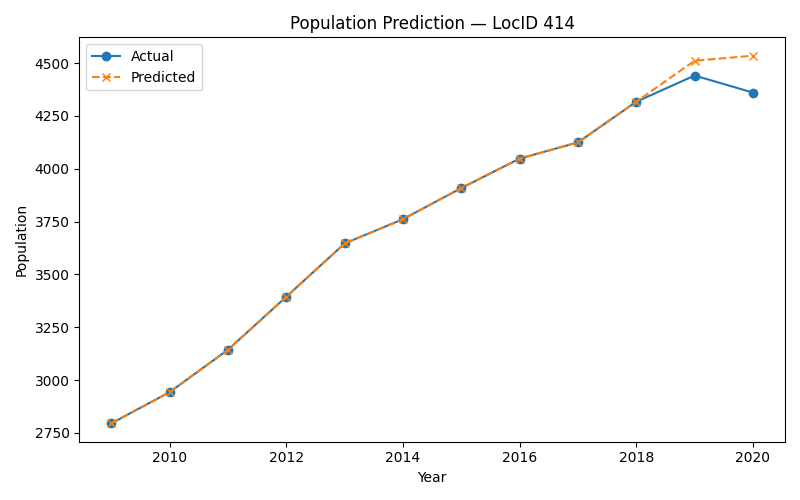 Population Prediction — LocID 414
Actual
Predicted
Population
4500
4250
4000
3750
3500
3250
3000
2750
2010 2012 2014 2016 2018 2020
Year